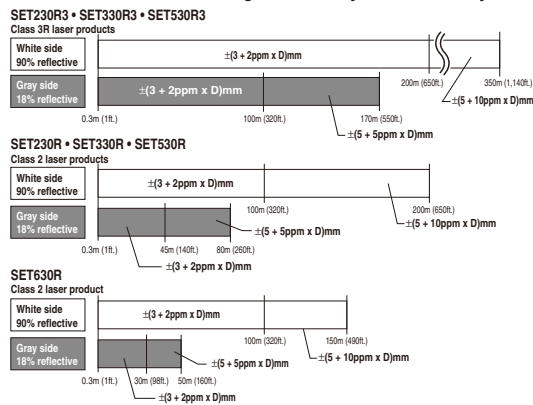 SET230R3 • SET330R3 • SET530R3
Class 3R laser products
White side
90% reflective
±(3 + 2ppm x D)mm
200m (650ft.)
350m (1,140ft.)
±(5 + 10ppm x D)mm
Gray side
18% reflective
±(3 + 2ppm x D)mm
0.3m (1ft.)
100m (320ft.)
170m (550ft.)
±(5 + 5ppm x D)mm
SET230R • SET330R • SET530R
Class 2 laser products
White side
90% reflective
±(3 + 2ppm x D)mm
100m (320ft.)
200m (650ft.)
±(5 + 10ppm x D)mm
Gray side
18% reflective
±(5 + 5ppm x D)mm
0.3m (1ft.)
45m (140ft.)
80m (260ft.)
±(3 + 2ppm x D)mm
SET630R
Class 2 laser product
White side
90% reflective
±(3 + 2ppm x D)mm
100m (320ft.)
150m (490ft.)
±(5 + 10ppm x D)mm
Gray side
18% reflective
±(5 + 5ppm x D)mm
0.3m (1ft.)
30m (98ft.)
50m (160ft.)
±(3 + 2ppm x D)mm